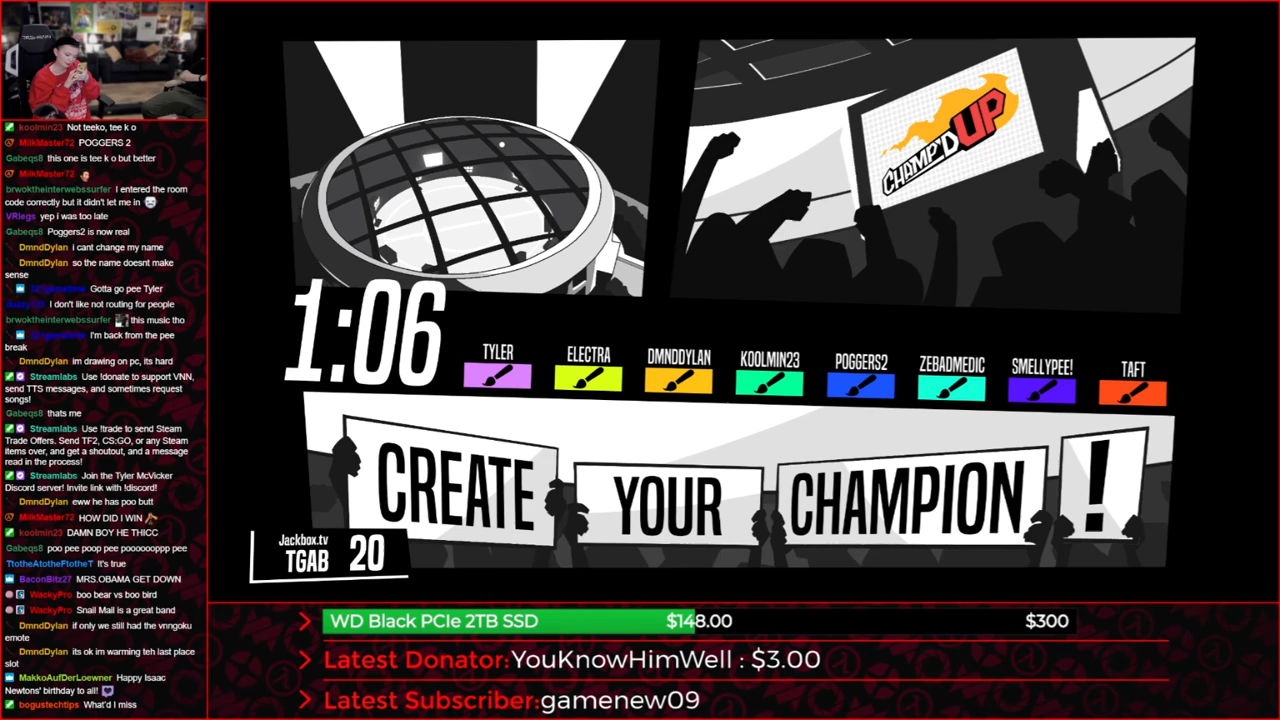 koolmin23 Not teeko, tee k o
MilkMaster72 POGGERS 2
Gabeqs8 this one is tee k o but better
MilkMaster72
brwoktheinterwebssurfer I entered the room
code correctly but it didn't let me in
VRlegs yep i was too late
Gabeqs8 Poggers2 is now real
DmndDylan i cant change my name
DmndDylan so the name doesnt make
sense
Gotta go pee Tyler
I don't like not routing for people
brwoktheinterwebssurfer this music tho
I'm back from the pee
break
DmndDylan im drawing on pc, its hard
Streamlabs Use !donate to support VNN,
send TTS messages, and sometimes request
songs!
Gabeqs8 thats me
Streamlabs Use !trade to send Steam
Trade Offers. Send TF2, CS:GO, or any Steam
items over, and get a shoutout, and a message
read in the process!
Streamlabs Join the Tyler McVicker
Discord server! Invite link with !discord!
DmndDylan eww he has poo butt
MilkMaster72 HOW DID I WIN
koolmin23 DAMN BOY HE THICC
Gabeqs8 poo pee poop pee pooooooppp pee
TtotheAtotheFtotheT It's true
BaconBitz27 MRS.OBAMA GET DOWN
WackyPro boo bear vs boo bird
WackyPro Snail Mail is a great band
DmndDylan if only we still had the vnngoku
emote
DmndDylan its ok im warming teh last place
slot
MakkoAufDerLoewner Happy Isaac
Newtons' birthday to all!
bogustechtips What'd I miss
CHAMP'D UP
1:06
TYLER
ELECTRA
DMNDDYLAN
KOOLMIN23
POGGERS2
ZEBADMEDIC
SMELLYPEE!
TAFT
CREATE YOUR CHAMPION !
Jackbox.tv
TGAB 20
WD Black PCIe 2TB SSD $148.00 $300
Latest Donator:YouKnowHimWell : $3.00
Latest Subscriber:gamenew09